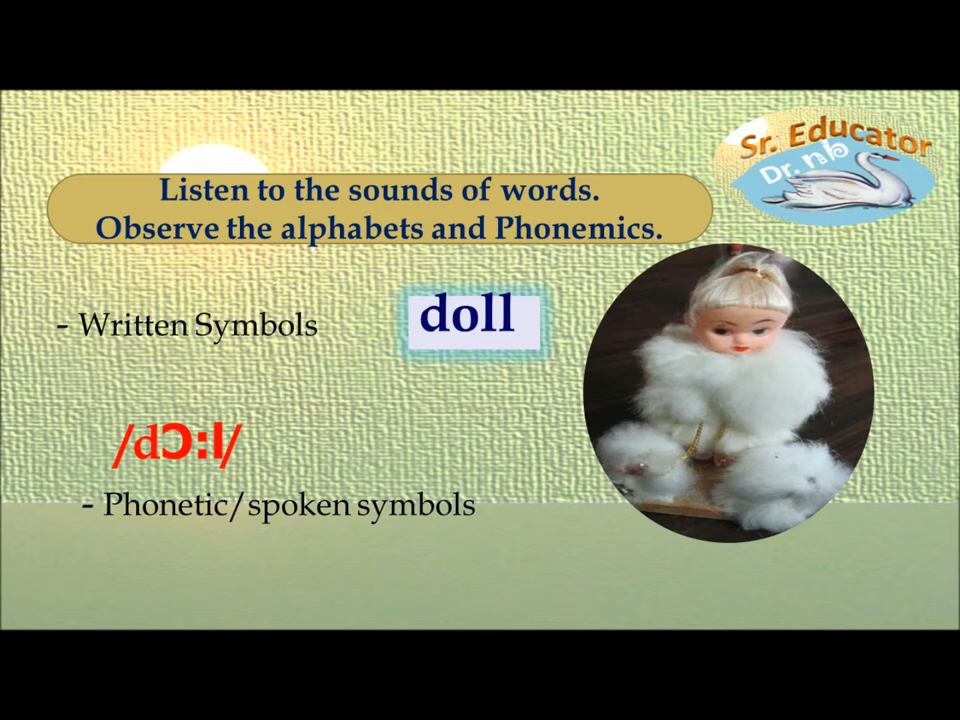 Sr. Educator
Dr. nb
Listen to the sounds of words.
Observe the alphabets and Phonemics.
- Written Symbols
doll
/dɔ:l/
- Phonetic/spoken symbols